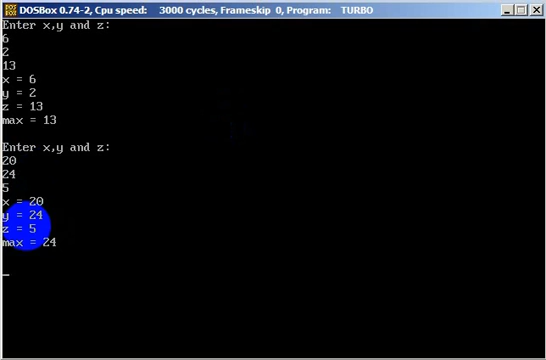 DOSBox 0.74-2, Cpu speed: 3000 cycles, Frameskip 0, Program: TURBO
Enter x,y and z:
6
2
13
x = 6
y = 2
z = 13
max = 13
Enter x,y and z:
20
24
5
x = 20
y = 24
z = 5
max = 24